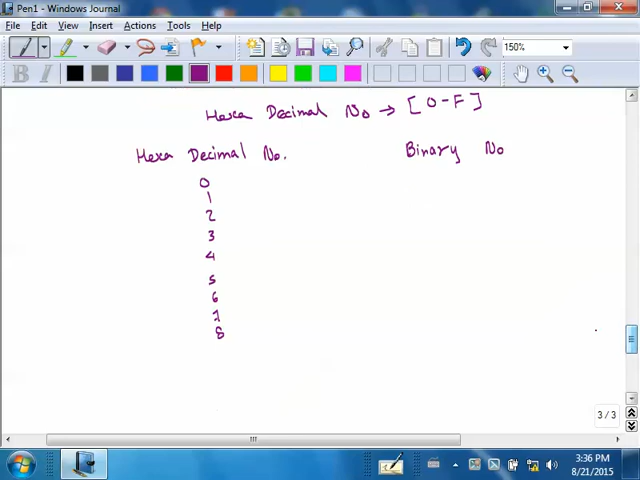 Pen1 - Windows Journal
File Edit View Insert Actions Tools Help
150%
B I
Hexa Decimal No → [0-F]
Hexa Decimal No. Binary No
0
1
2
3
4
5
6
7
8
3 / 3
3:36 PM
8/21/2015